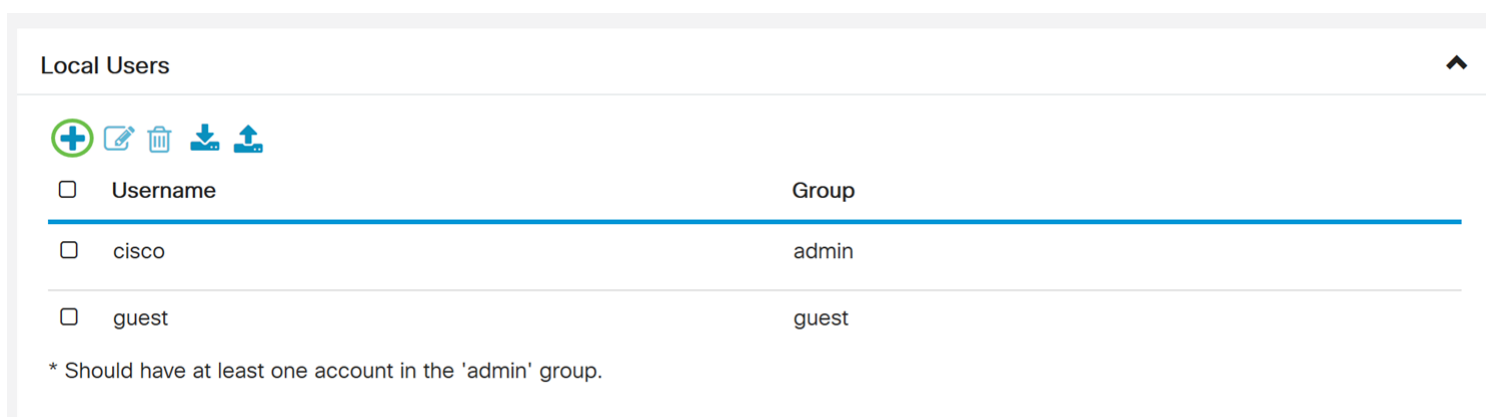 Local Users
Username Group
cisco admin
guest guest
* Should have at least one account in the 'admin' group.